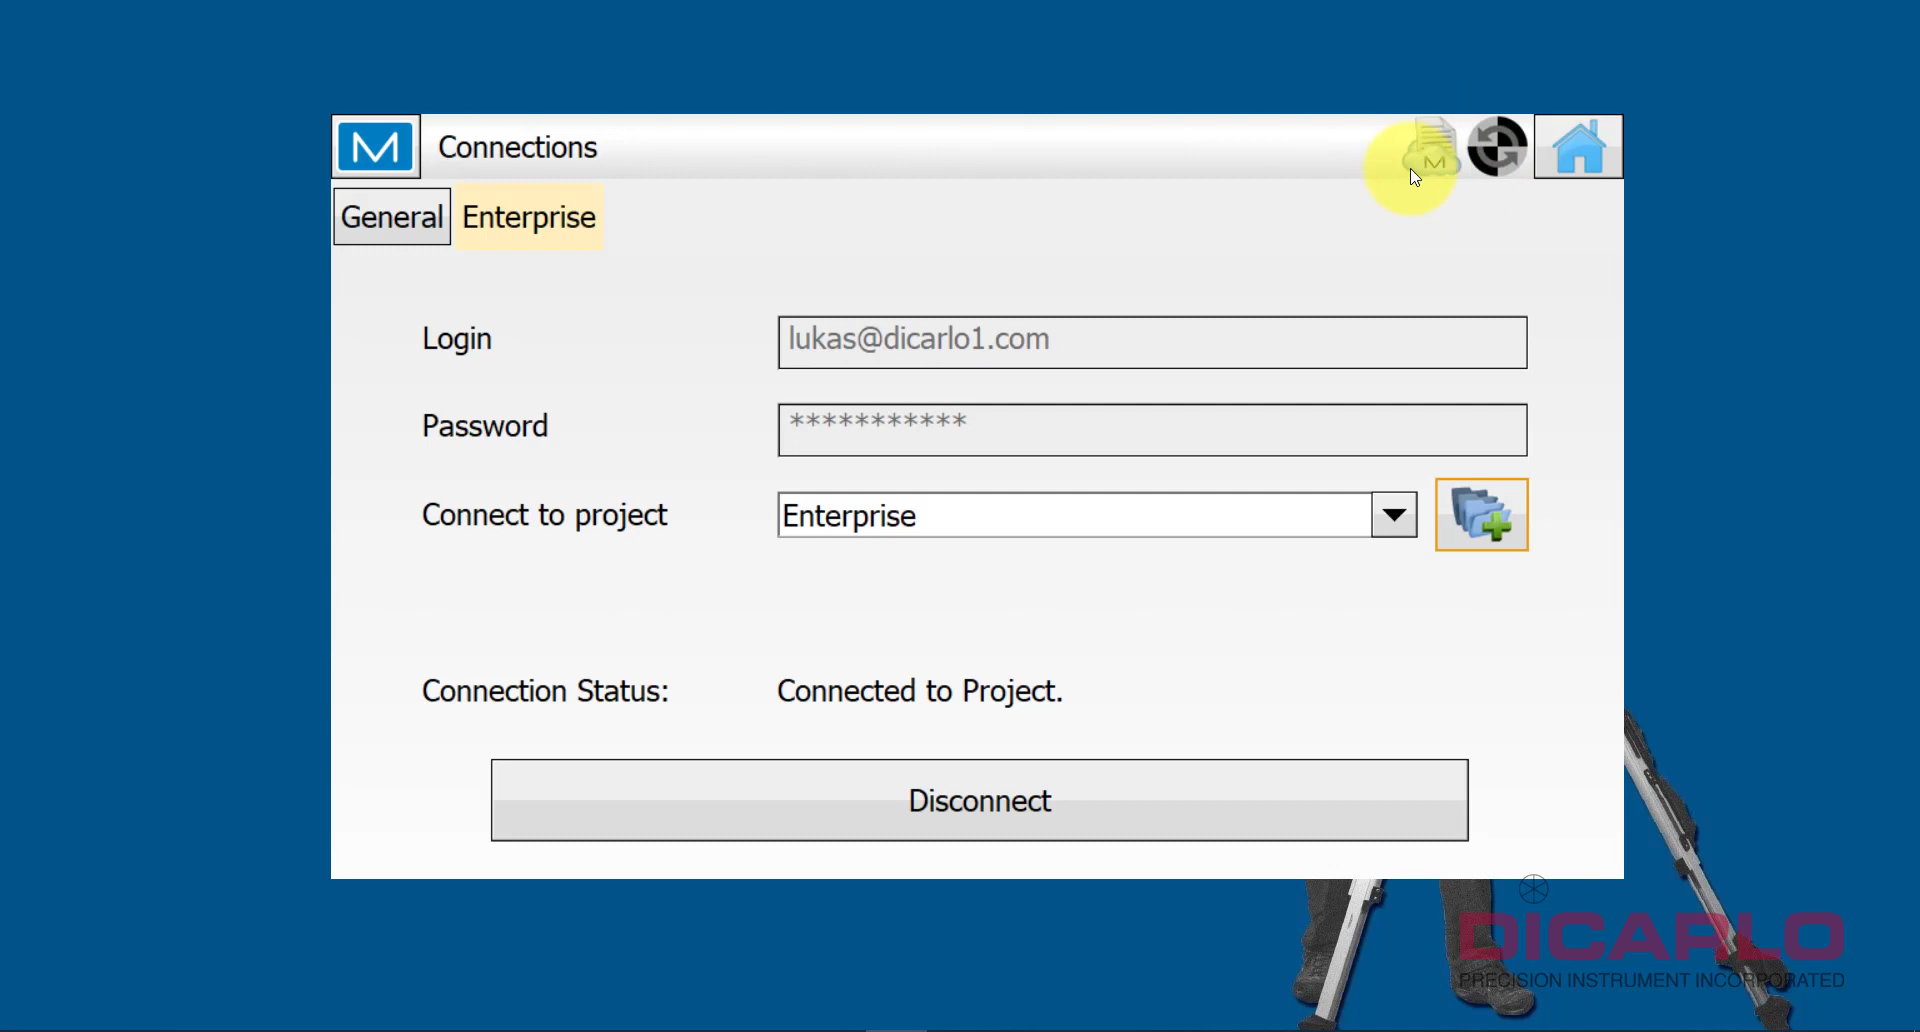 M Connections M
General Enterprise
Login lukas@dicarlo1.com
Password ***********
Connect to project Enterprise
Connection Status: Connected to Project.
Disconnect
DICARLO
PRECISION INSTRUMENT INCORPORATED